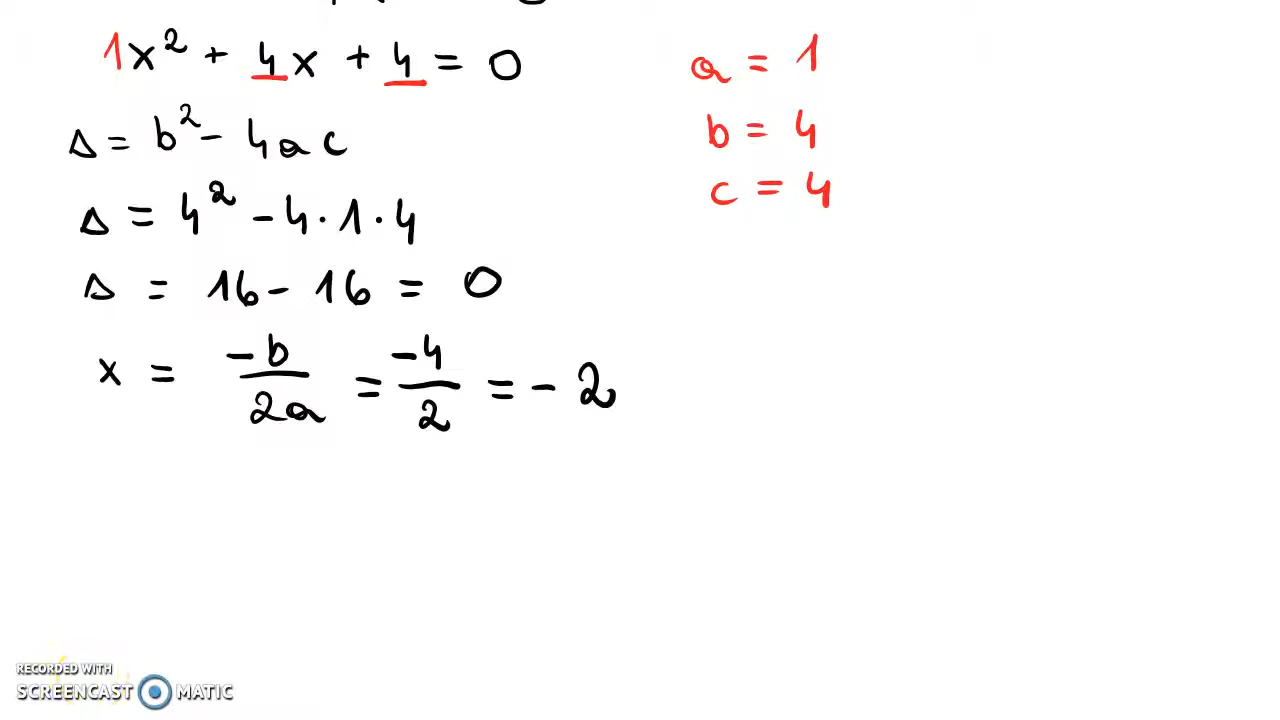 1x² + 4x + 4 = 0
a = 1
b = 4
c = 4
Δ = b² - 4ac
Δ = 4² - 4 · 1 · 4
Δ = 16 - 16 = 0
x = -b/2a = -4/2 = -2
RECORDED WITH
SCREENCAST MATIC